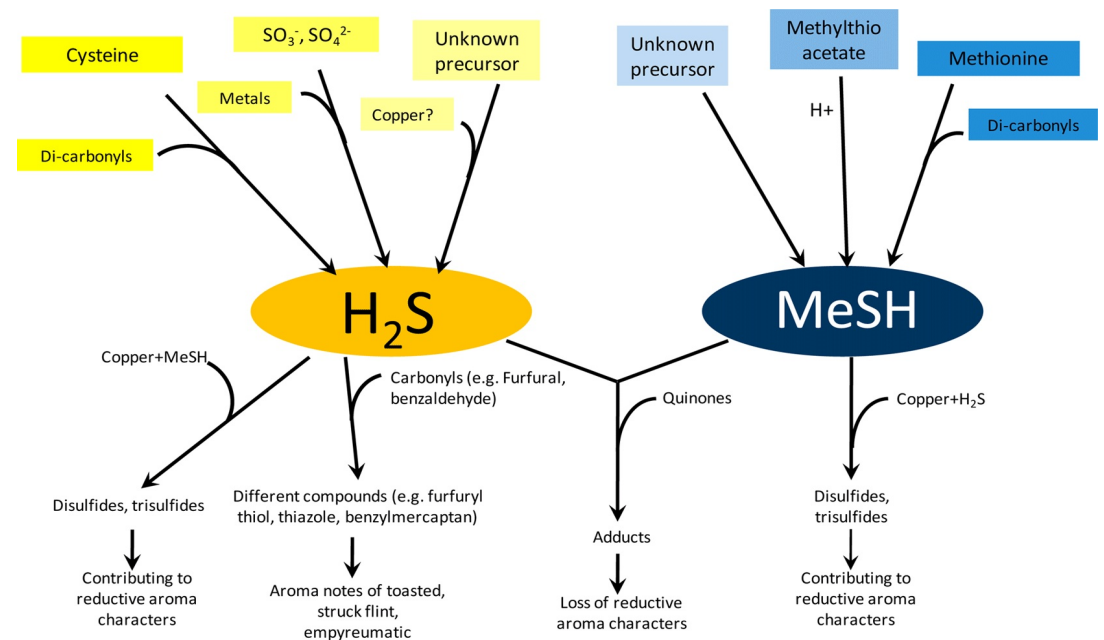 Cysteine
SO₃⁻, SO₄²⁻
Unknown
precursor
Unknown
precursor
Methylthio
acetate
Methionine
Metals
Copper?
H+
Di-carbonyls
Di-carbonyls
H₂S
MeSH
Copper+MeSH
Carbonyls (e.g. Furfural,
benzaldehyde)
Quinones
Copper+H₂S
Disulfides, trisulfides
Different compounds (e.g. furfuryl
thiol, thiazole, benzylmercaptan)
Adducts
Disulfides,
trisulfides
Contributing to
reductive aroma
characters
Aroma notes of toasted,
struck flint,
empyreumatic
Loss of reductive
aroma characters
Contributing to
reductive aroma
characters